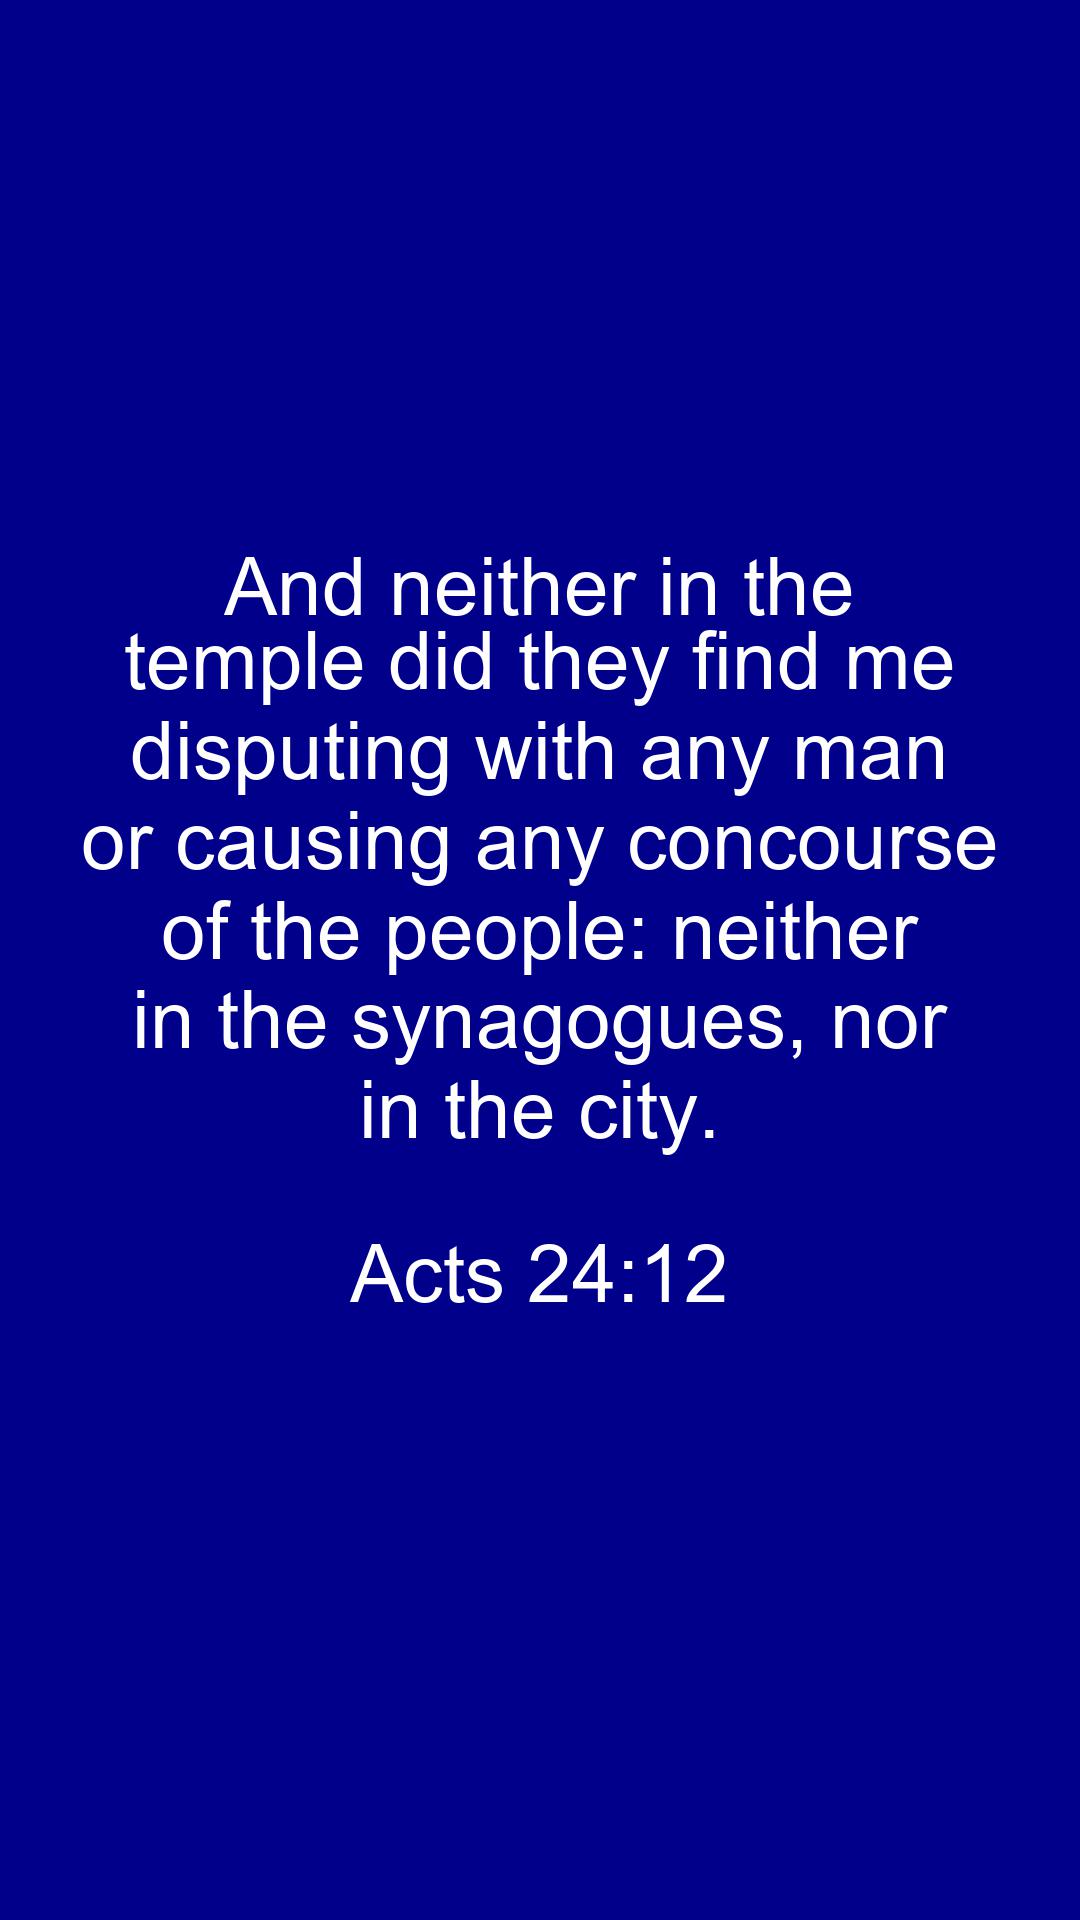 And neither in the
temple did they find me
disputing with any man
or causing any concourse
of the people: neither
in the synagogues, nor
in the city.
Acts 24:12